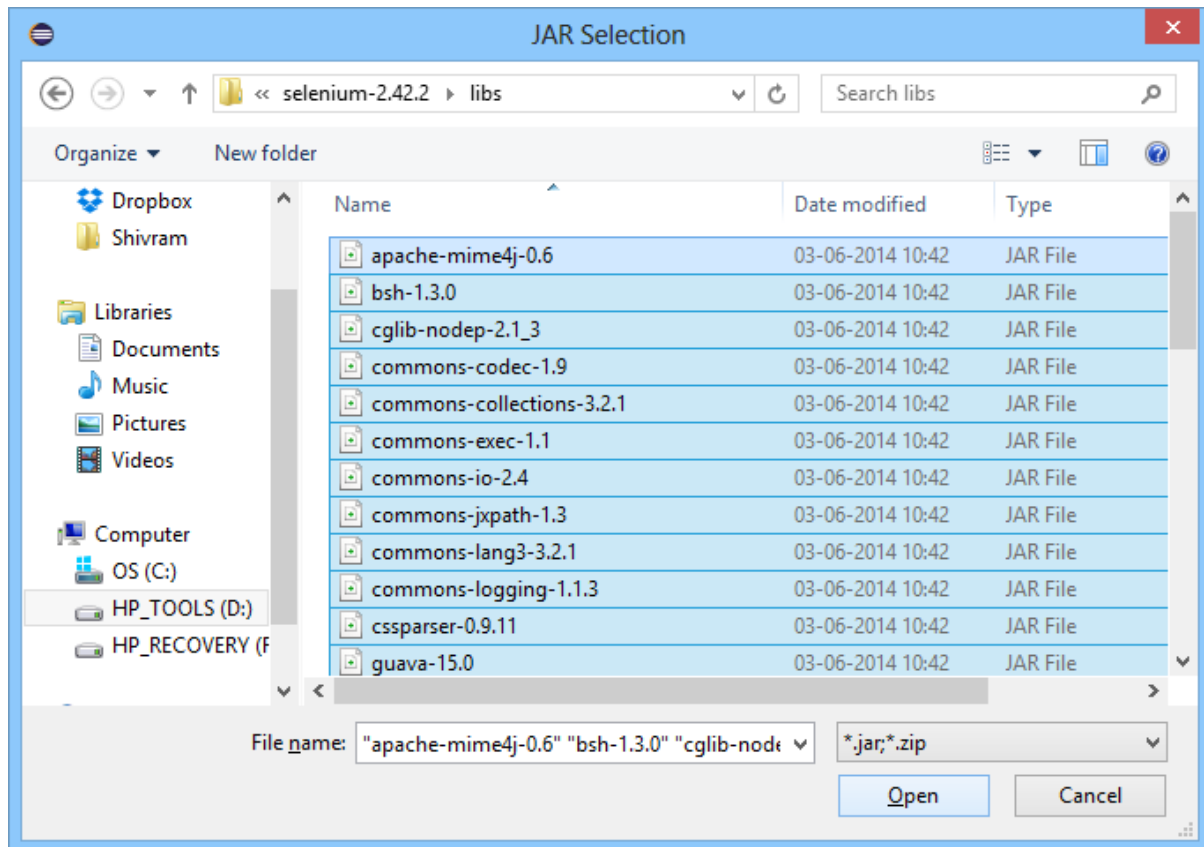 JAR Selection
« selenium-2.42.2 libs
Search libs
Organize New folder
Name Date modified Type
Dropbox
Shivram
Libraries
Documents
Music
Pictures
Videos
Computer
OS (C:)
HP_TOOLS (D:)
HP_RECOVERY (F
apache-mime4j-0.6 03-06-2014 10:42 JAR File
bsh-1.3.0 03-06-2014 10:42 JAR File
cglib-nodep-2.1_3 03-06-2014 10:42 JAR File
commons-codec-1.9 03-06-2014 10:42 JAR File
commons-collections-3.2.1 03-06-2014 10:42 JAR File
commons-exec-1.1 03-06-2014 10:42 JAR File
commons-io-2.4 03-06-2014 10:42 JAR File
commons-jxpath-1.3 03-06-2014 10:42 JAR File
commons-lang3-3.2.1 03-06-2014 10:42 JAR File
commons-logging-1.1.3 03-06-2014 10:42 JAR File
cssparser-0.9.11 03-06-2014 10:42 JAR File
guava-15.0 03-06-2014 10:42 JAR File
File name: "apache-mime4j-0.6" "bsh-1.3.0" "cglib-node *.jar;*.zip
Open Cancel